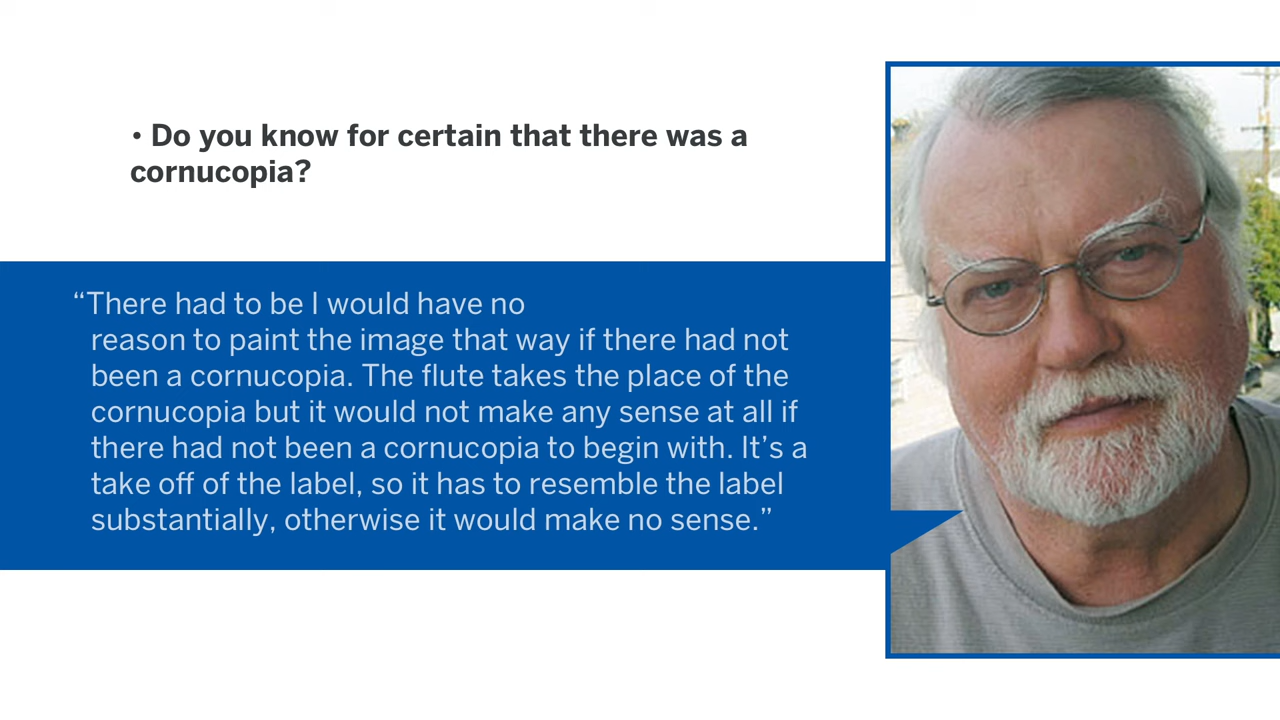 • Do you know for certain that there was a
cornucopia?
“There had to be I would have no
reason to paint the image that way if there had not
been a cornucopia. The flute takes the place of the
cornucopia but it would not make any sense at all if
there had not been a cornucopia to begin with. It’s a
take off of the label, so it has to resemble the label
substantially, otherwise it would make no sense.”